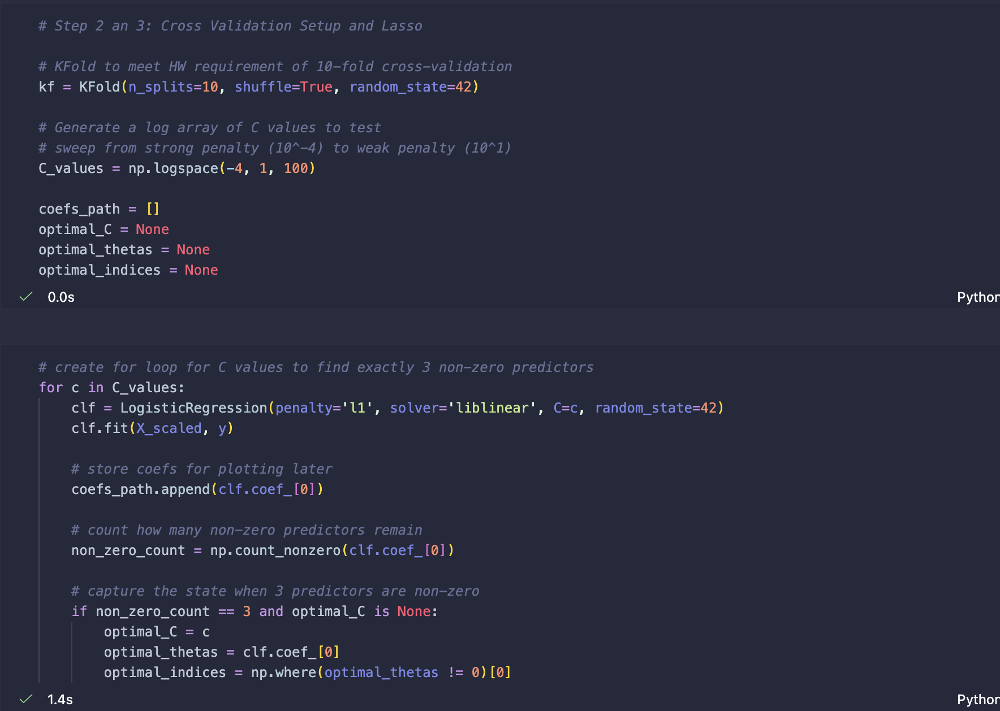 # Step 2 an 3: Cross Validation Setup and Lasso
# KFold to meet HW requirement of 10-fold cross-validation
kf = KFold(n_splits=10, shuffle=True, random_state=42)
# Generate a log array of C values to test
# sweep from strong penalty (10^-4) to weak penalty (10^1)
C_values = np.logspace(-4, 1, 100)
coefs_path = []
optimal_C = None
optimal_thetas = None
optimal_indices = None
0.0s
Python
# create for loop for C values to find exactly 3 non-zero predictors
for c in C_values:
    clf = LogisticRegression(penalty='l1', solver='liblinear', C=c, random_state=42)
    clf.fit(X_scaled, y)
    # store coefs for plotting later
    coefs_path.append(clf.coef_[0])
    # count how many non-zero predictors remain
    non_zero_count = np.count_nonzero(clf.coef_[0])
    # capture the state when 3 predictors are non-zero
    if non_zero_count == 3 and optimal_C is None:
        optimal_C = c
        optimal_thetas = clf.coef_[0]
        optimal_indices = np.where(optimal_thetas != 0)[0]
1.4s
Python